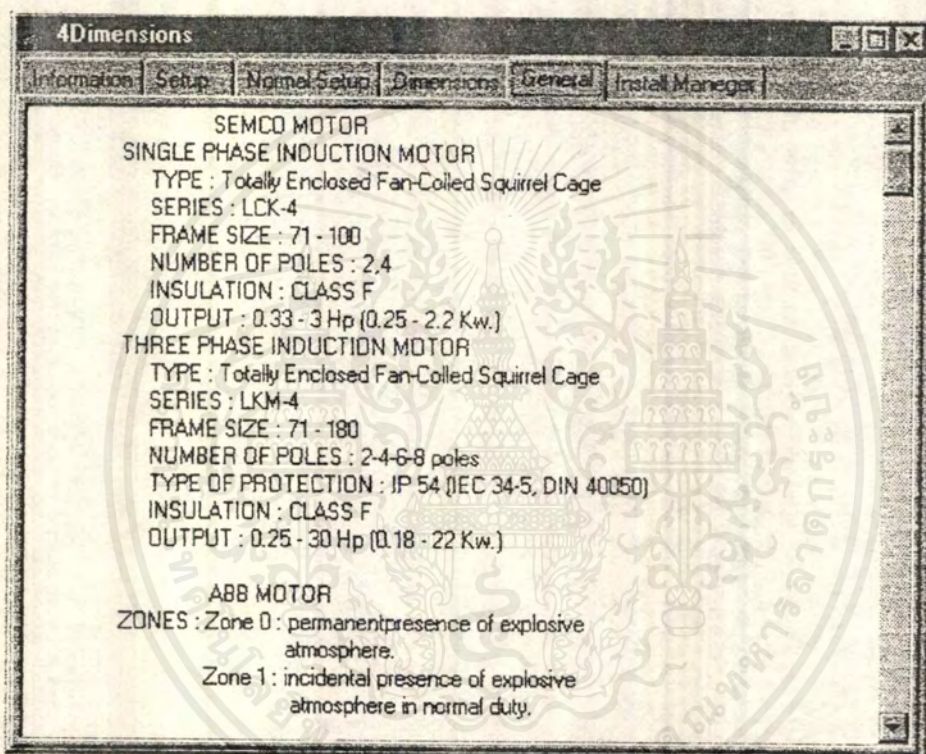 4Dimensions
Information Setup Normal Setup Dimensions General Install Maneger
SEMCO MOTOR
SINGLE PHASE INDUCTION MOTOR
TYPE : Totally Enclosed Fan-Colled Squirrel Cage
SERIES : LCK-4
FRAME SIZE : 71 - 100
NUMBER OF POLES : 2,4
INSULATION : CLASS F
OUTPUT : 0.33 - 3 Hp (0.25 - 2.2 Kw.)
THREE PHASE INDUCTION MOTOR
TYPE : Totally Enclosed Fan-Colled Squirrel Cage
SERIES : LKM-4
FRAME SIZE : 71 - 180
NUMBER OF POLES : 2-4-6-8 poles
TYPE OF PROTECTION : IP 54 (IEC 34-5, DIN 40050)
INSULATION : CLASS F
OUTPUT : 0.25 - 30 Hp (0.18 - 22 Kw.)
ABB MOTOR
ZONES : Zone 0 : permanentpresence of explosive
atmosphere.
Zone 1 : incidental presence of explosive
atmosphere in normal duty.